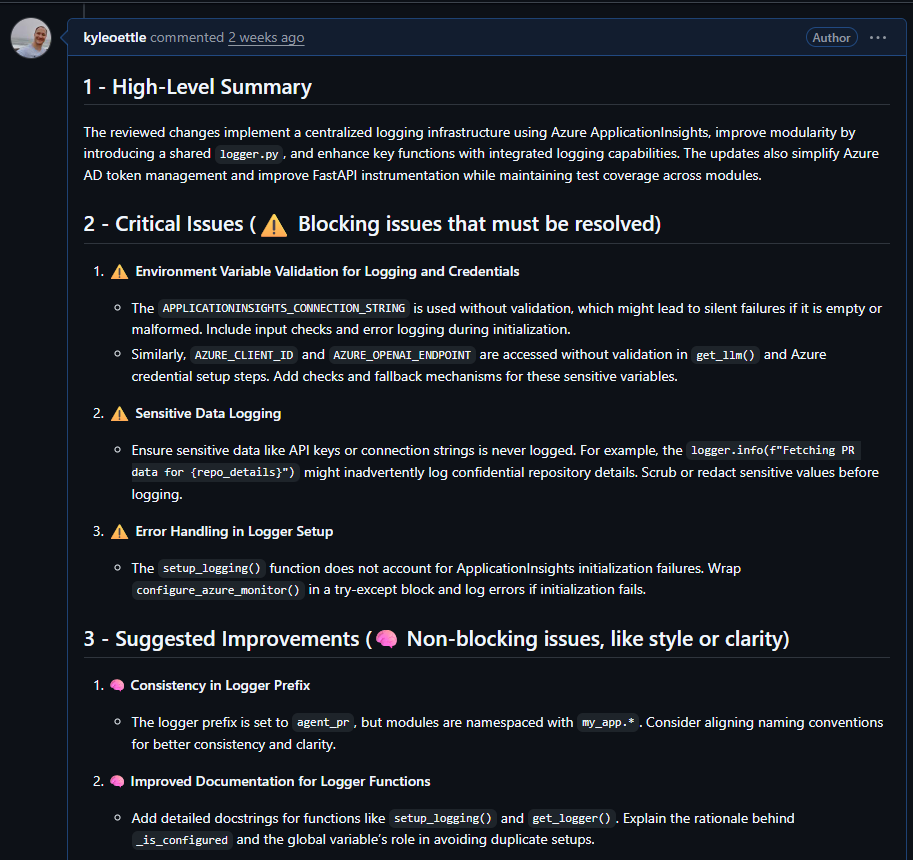 kyleoettle commented 2 weeks ago Author
1 - High-Level Summary
The reviewed changes implement a centralized logging infrastructure using Azure ApplicationInsights, improve modularity by
introducing a shared logger.py, and enhance key functions with integrated logging capabilities. The updates also simplify Azure
AD token management and improve FastAPI instrumentation while maintaining test coverage across modules.
2 - Critical Issues (⚠️ Blocking issues that must be resolved)
1. ⚠️ Environment Variable Validation for Logging and Credentials
The APPLICATIONINSIGHTS_CONNECTION_STRING is used without validation, which might lead to silent failures if it is empty or
malformed. Include input checks and error logging during initialization.
Similarly, AZURE_CLIENT_ID and AZURE_OPENAI_ENDPOINT are accessed without validation in get_llm() and Azure
credential setup steps. Add checks and fallback mechanisms for these sensitive variables.
2. ⚠️ Sensitive Data Logging
Ensure sensitive data like API keys or connection strings is never logged. For example, the logger.info(f"Fetching PR
data for {repo_details}") might inadvertently log confidential repository details. Scrub or redact sensitive values before
logging.
3. ⚠️ Error Handling in Logger Setup
The setup_logging() function does not account for ApplicationInsights initialization failures. Wrap
configure_azure_monitor() in a try-except block and log errors if initialization fails.
3 - Suggested Improvements (🧠 Non-blocking issues, like style or clarity)
1. 🧠 Consistency in Logger Prefix
The logger prefix is set to agent_pr, but modules are namespaced with my_app.*. Consider aligning naming conventions
for better consistency and clarity.
2. 🧠 Improved Documentation for Logger Functions
Add detailed docstrings for functions like setup_logging() and get_logger(). Explain the rationale behind
_is_configured and the global variable's role in avoiding duplicate setups.